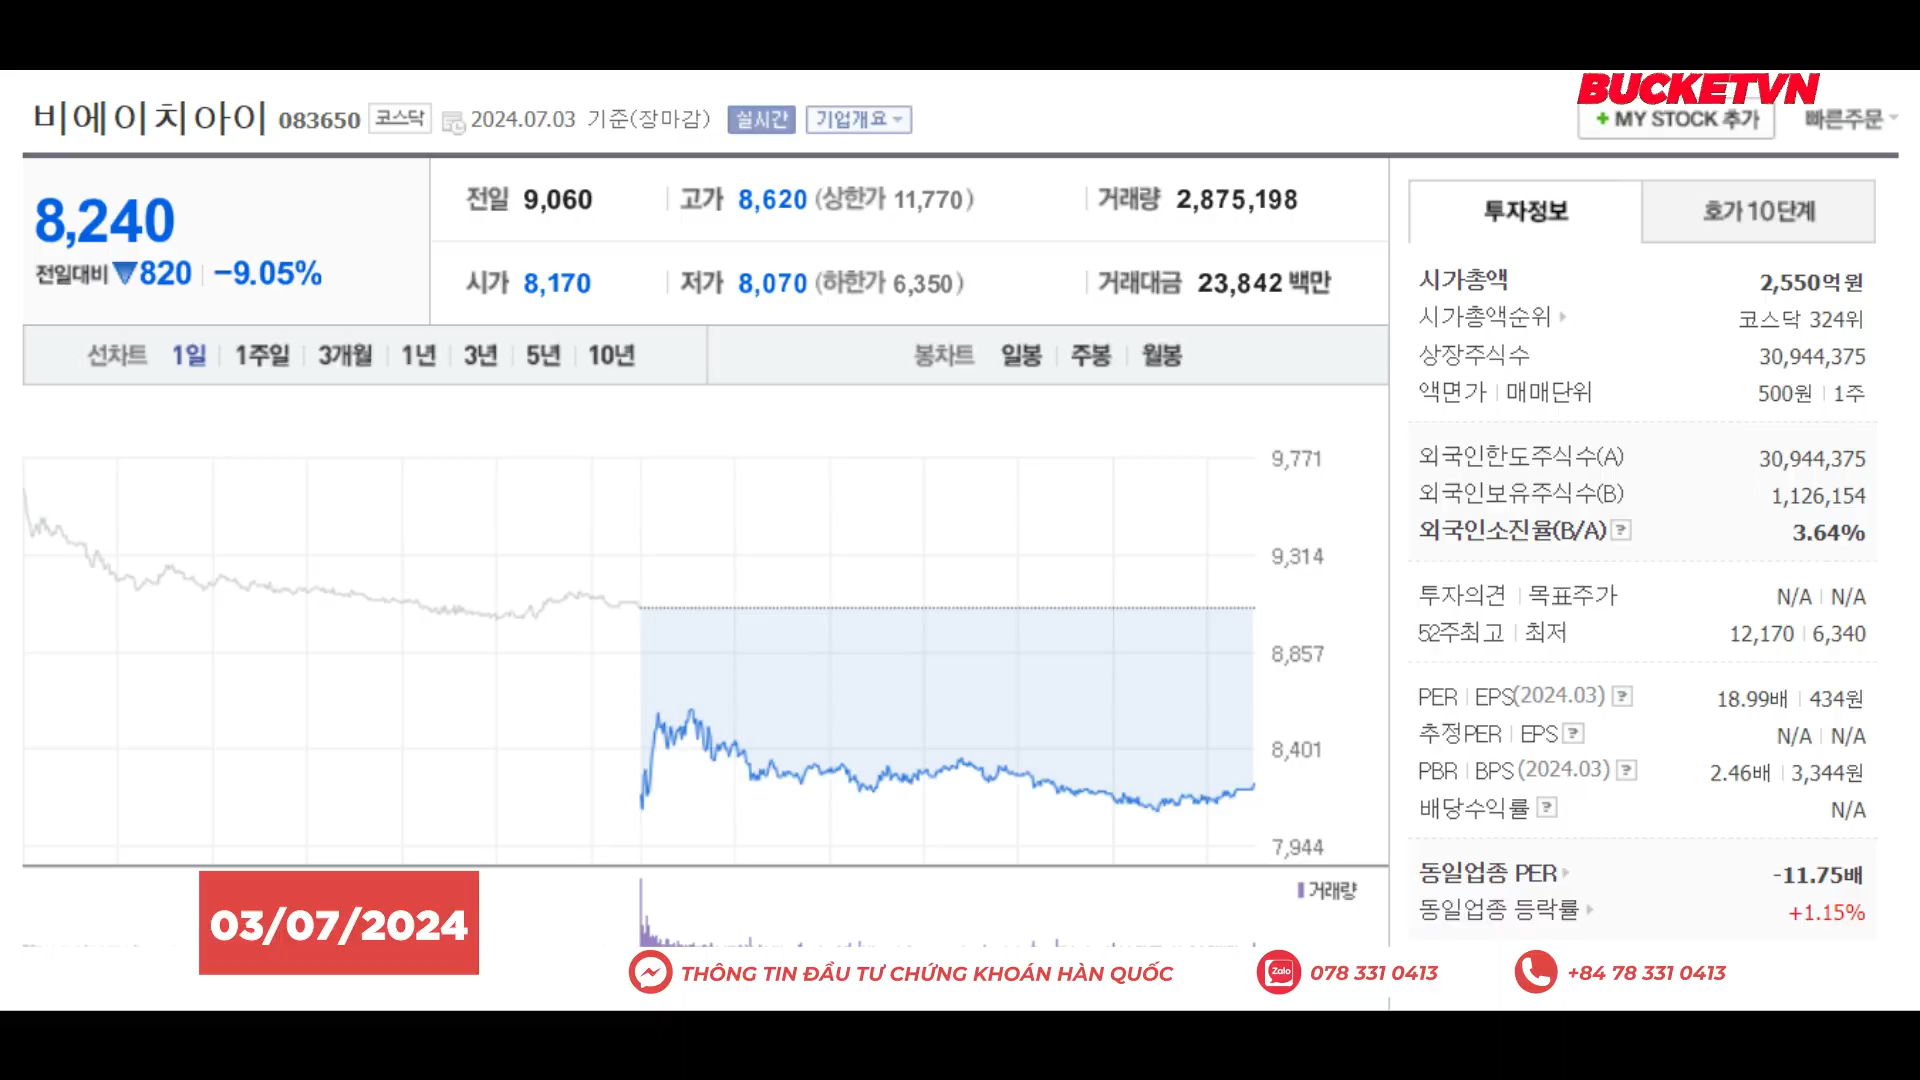 BUCKETVN
비에이치아이 083650 코스닥 2024.07.03 기준(장마감) 실시간 기업개요
+ MY STOCK 추가 빠른주문
8,240
전일대비 ▼820 -9.05%
전일 9,060 고가 8,620 (상한가 11,770) 거래량 2,875,198
시가 8,170 저가 8,070 (하한가 6,350) 거래대금 23,842 백만
선차트 1일 1주일 3개월 1년 3년 5년 10년 봉차트 일봉 주봉 월봉
9,771
9,314
8,857
8,401
7,944
거래량
투자정보 호가 10단계
시가총액 2,550억원
시가총액순위 코스닥 324위
상장주식수 30,944,375
액면가 매매단위 500원 1주
외국인한도주식수(A) 30,944,375
외국인보유주식수(B) 1,126,154
외국인소진율(B/A) ? 3.64%
투자의견 목표주가 N/A N/A
52주최고 최저 12,170 6,340
PER EPS(2024.03) ? 18.99배 434원
추정PER EPS ? N/A N/A
PBR BPS (2024.03) ? 2.46배 3,344원
배당수익률 ? N/A
동일업종 PER -11.75배
동일업종 등락률 +1.15%
03/07/2024
THÔNG TIN ĐẦU TƯ CHỨNG KHOÁN HÀN QUỐC
Zalo 078 331 0413
+84 78 331 0413